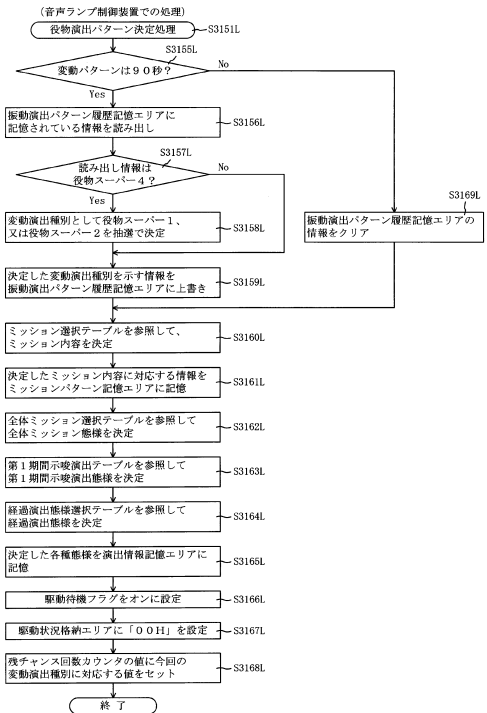 (音声ランプ制御装置での処理)
役物演出パターン決定処理
S3151L
S3155L
変動パターンは90秒？
No
Yes
振動演出パターン履歴記憶エリアに
記憶されている情報を読み出し
S3156L
S3157L
読み出し情報は
役物スーパー4？
No
Yes
S3169L
変動演出種別として役物スーパー1、
又は役物スーパー2を抽選で決定
S3158L
振動演出パターン履歴記憶エリアの
情報をクリア
決定した変動演出種別を示す情報を
振動演出パターン履歴記憶エリアに上書き
S3159L
ミッション選択テーブルを参照して、
ミッション内容を決定
S3160L
決定したミッション内容に対応する情報を
ミッションパターン記憶エリアに記憶
S3161L
全体ミッション選択テーブルを参照して
全体ミッション態様を決定
S3162L
第1期間示唆演出テーブルを参照して
第1期間示唆演出態様を決定
S3163L
経過演出態様選択テーブルを参照して
経過演出態様を決定
S3164L
決定した各種態様を演出情報記憶エリアに
記憶
S3165L
駆動待機フラグをオンに設定
S3166L
駆動状況格納エリアに「00H」を設定
S3167L
残チャンス回数カウンタの値に今回の
変動演出種別に対応する値をセット
S3168L
終了